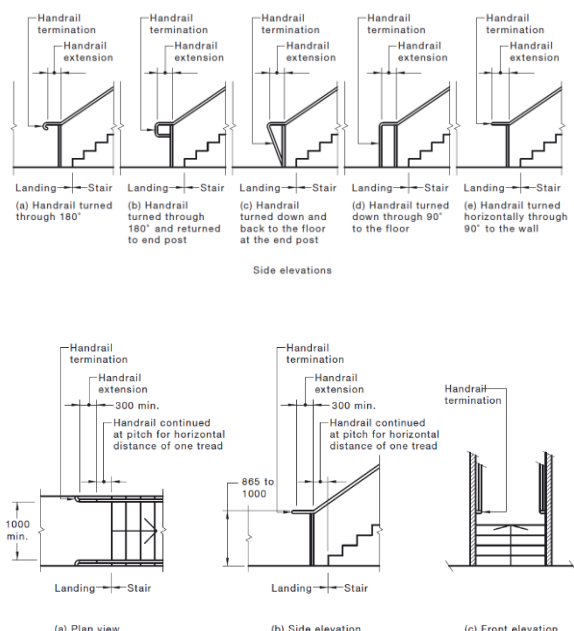 Handrail
termination
Handrail
extension
Handrail
termination
Handrail
extension
Handrail
termination
Handrail
extension
Handrail
termination
Handrail
extension
Handrail
termination
Handrail
extension
Landing
Stair
Landing
Stair
Landing
Stair
Landing
Stair
Landing
Stair
(a) Handrail turned
through 180°
(b) Handrail
turned through
180° and returned
to end post
(c) Handrail
turned down and
back to the floor
at the end post
(d) Handrail turned
down through 90°
to the floor
(e) Handrail turned
horizontally through
90° to the wall
Side elevations
Handrail
termination
Handrail
extension
300 min.
Handrail continued
at pitch for horizontal
distance of one tread
1000
min.
Landing
Stair
(a) Plan view
Handrail
termination
Handrail
extension
300 min.
Handrail continued
at pitch for horizontal
distance of one tread
865 to
1000
Landing
Stair
(b) Side elevation
Handrail
termination
(c) Front elevation